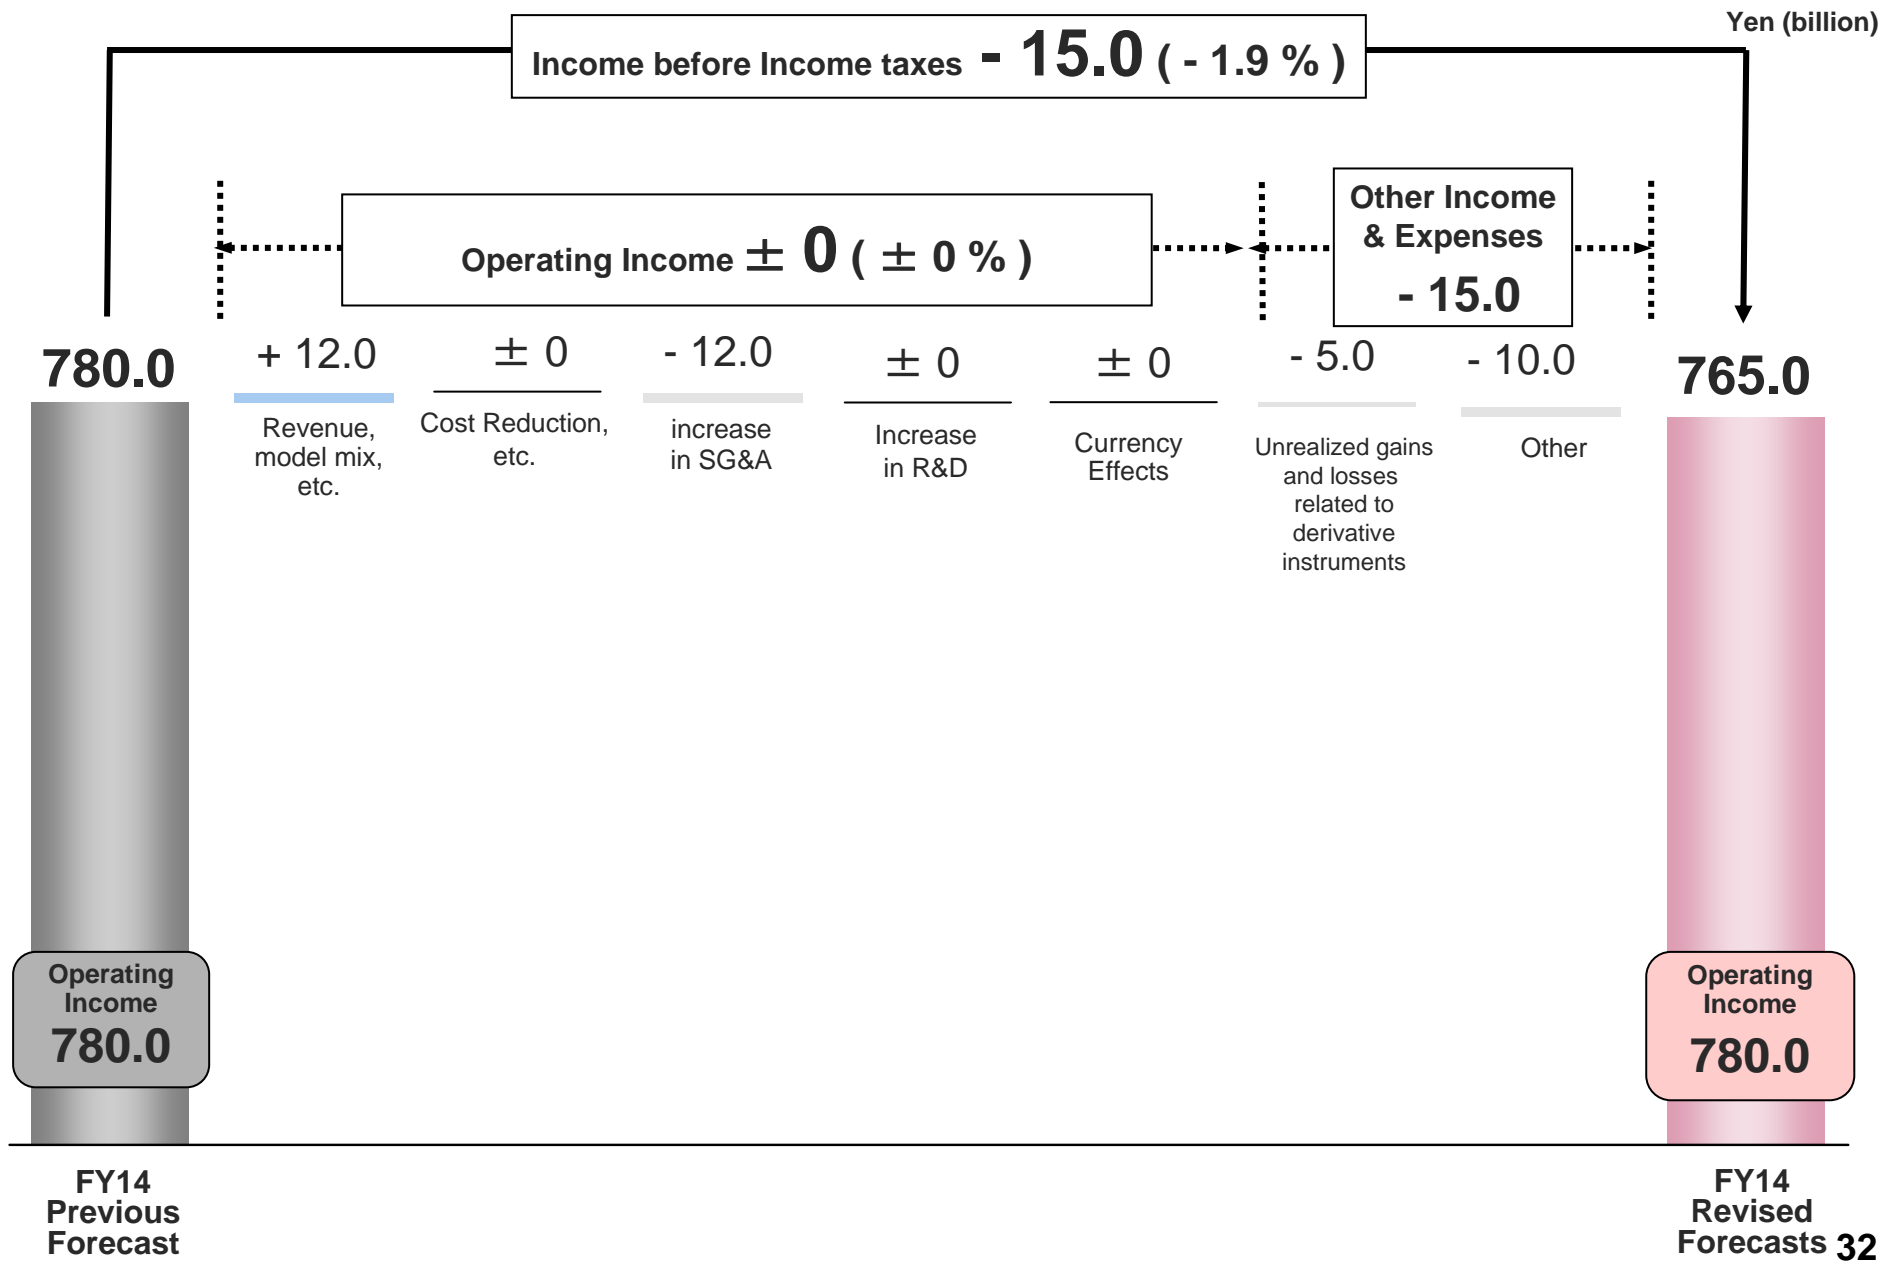 Yen (billion)
Income before Income taxes - 15.0 ( - 1.9 % )
Operating Income ± 0 ( ± 0 % )
Other Income
& Expenses
- 15.0
780.0
+ 12.0
Revenue,
model mix,
etc.
± 0
Cost Reduction,
etc.
- 12.0
increase
in SG&A
± 0
Increase
in R&D
± 0
Currency
Effects
- 5.0
Unrealized gains
and losses
related to
derivative
instruments
- 10.0
Other
765.0
Operating
Income
780.0
Operating
Income
780.0
FY14
Previous
Forecast
FY14
Revised
Forecasts
32